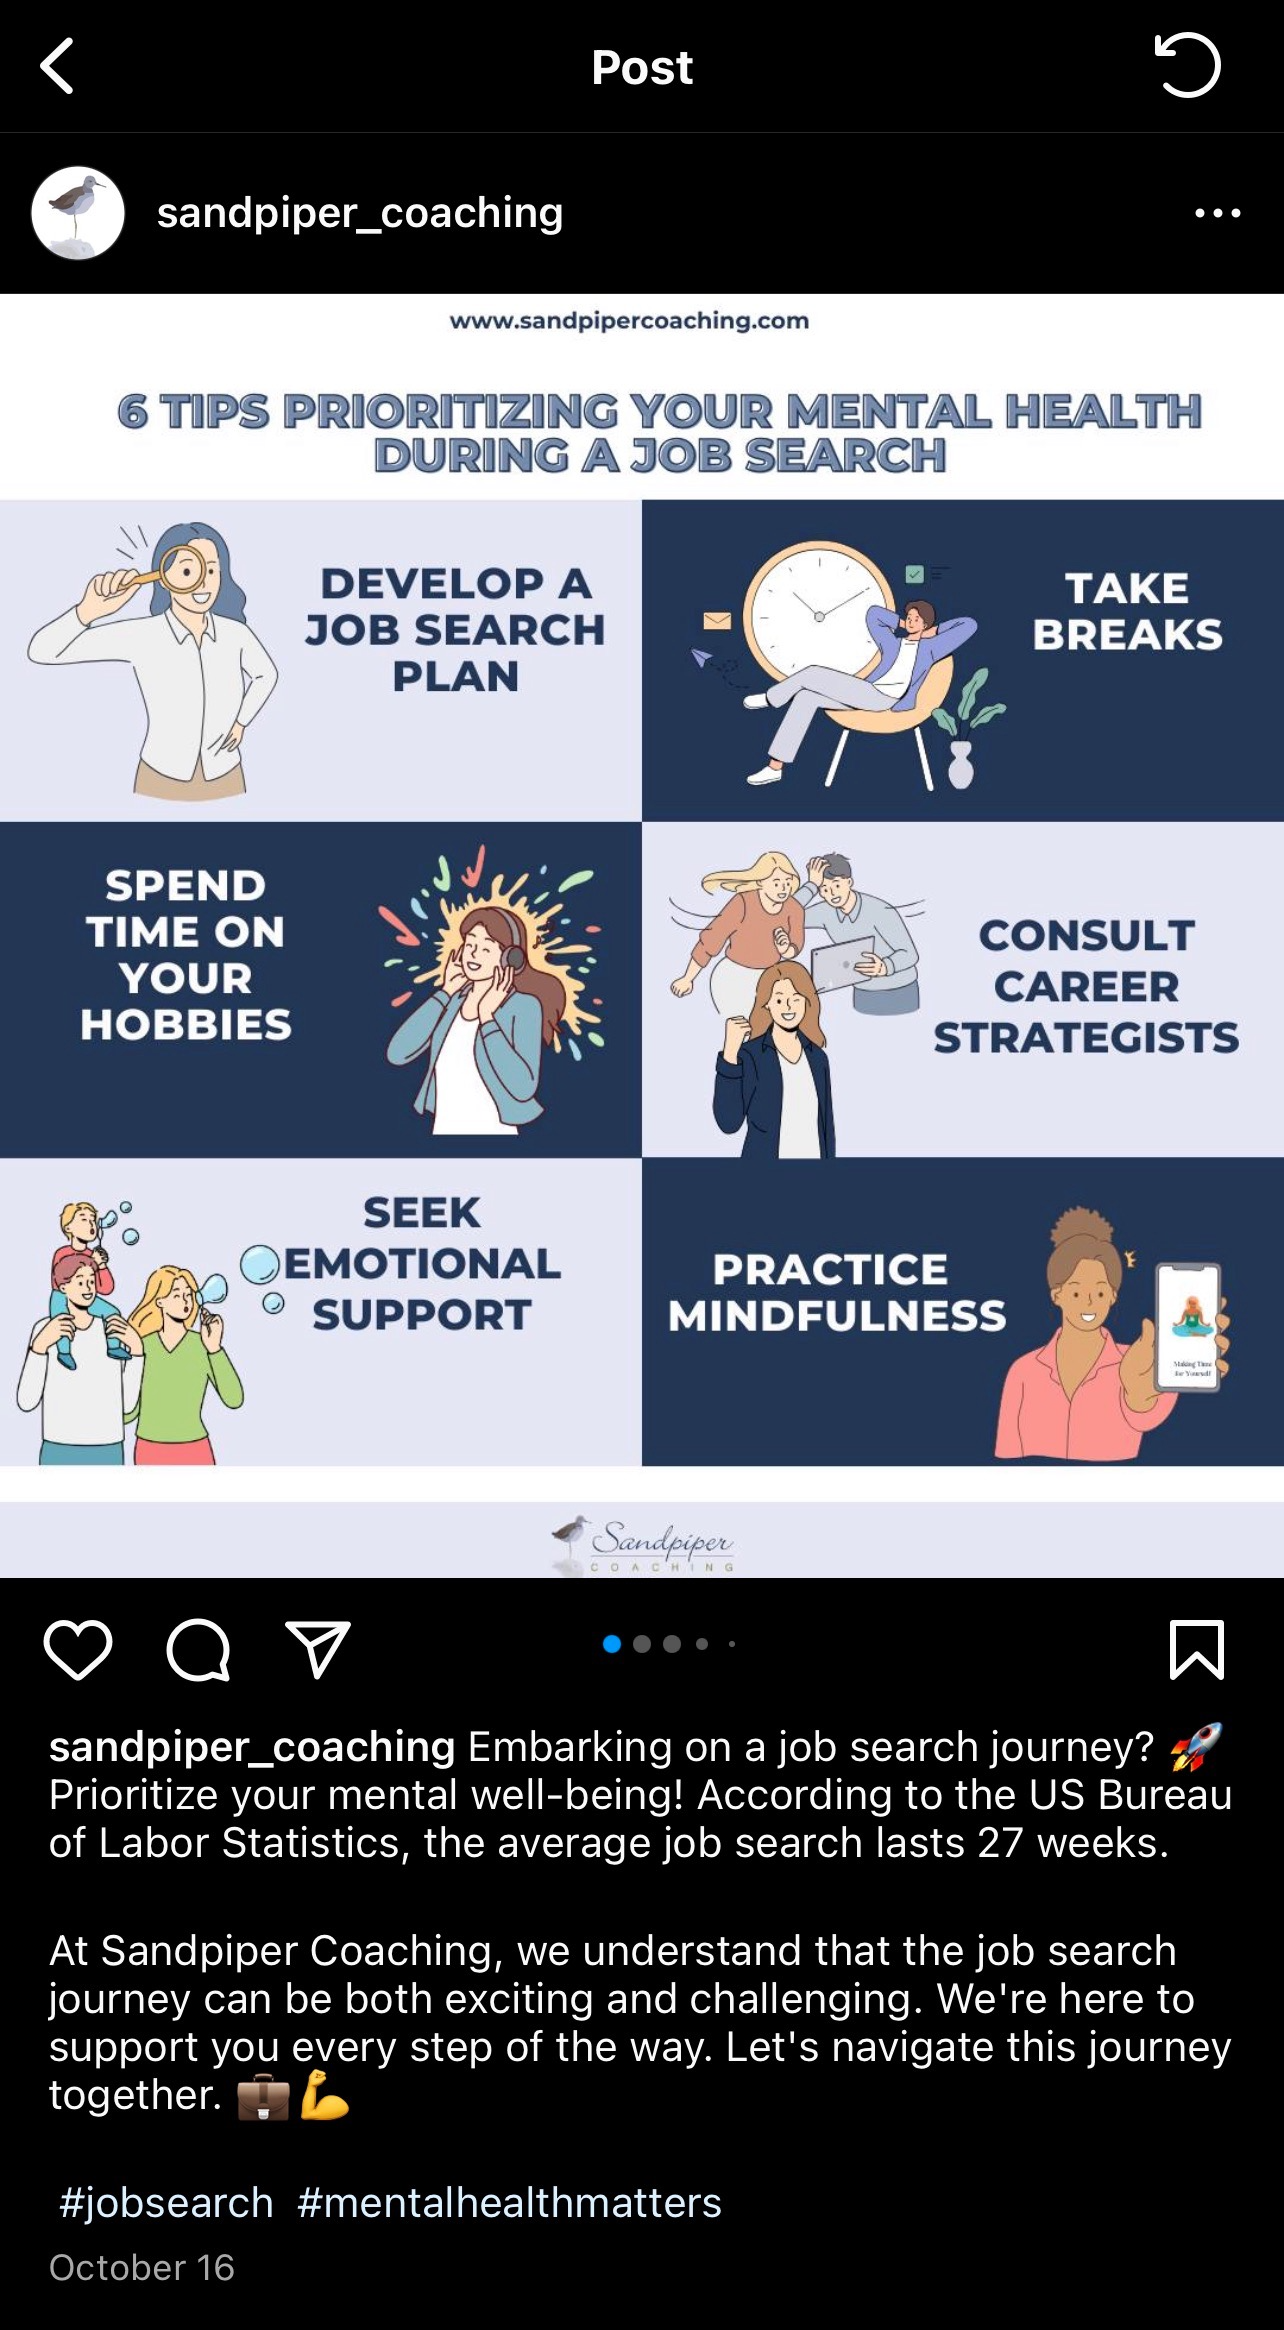 Post
sandpiper_coaching
www.sandpipercoaching.com
6 TIPS PRIORITIZING YOUR MENTAL HEALTH
DURING A JOB SEARCH
DEVELOP A
JOB SEARCH
PLAN
TAKE
BREAKS
SPEND
TIME ON
YOUR
HOBBIES
CONSULT
CAREER
STRATEGISTS
SEEK
EMOTIONAL
SUPPORT
PRACTICE
MINDFULNESS
Making Time
for Yourself
Sandpiper
COACHING
sandpiper_coaching Embarking on a job search journey? 🚀
Prioritize your mental well-being! According to the US Bureau
of Labor Statistics, the average job search lasts 27 weeks.
At Sandpiper Coaching, we understand that the job search
journey can be both exciting and challenging. We're here to
support you every step of the way. Let's navigate this journey
together. 💼💪
#jobsearch #mentalhealthmatters
October 16